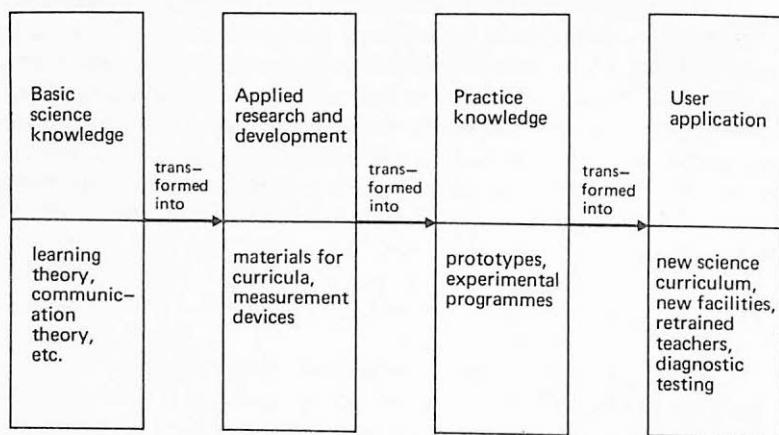 Basic
science
knowledge
trans–
formed
into
Applied
research and
development
trans–
formed
into
Practice
knowledge
trans–
formed
into
User
application
learning
theory,
communic–
ation
theory,
etc.
materials for
curricula,
measurement
devices
prototypes,
experimental
programmes
new science
curriculum,
new facilities,
retrained
teachers,
diagnostic
testing